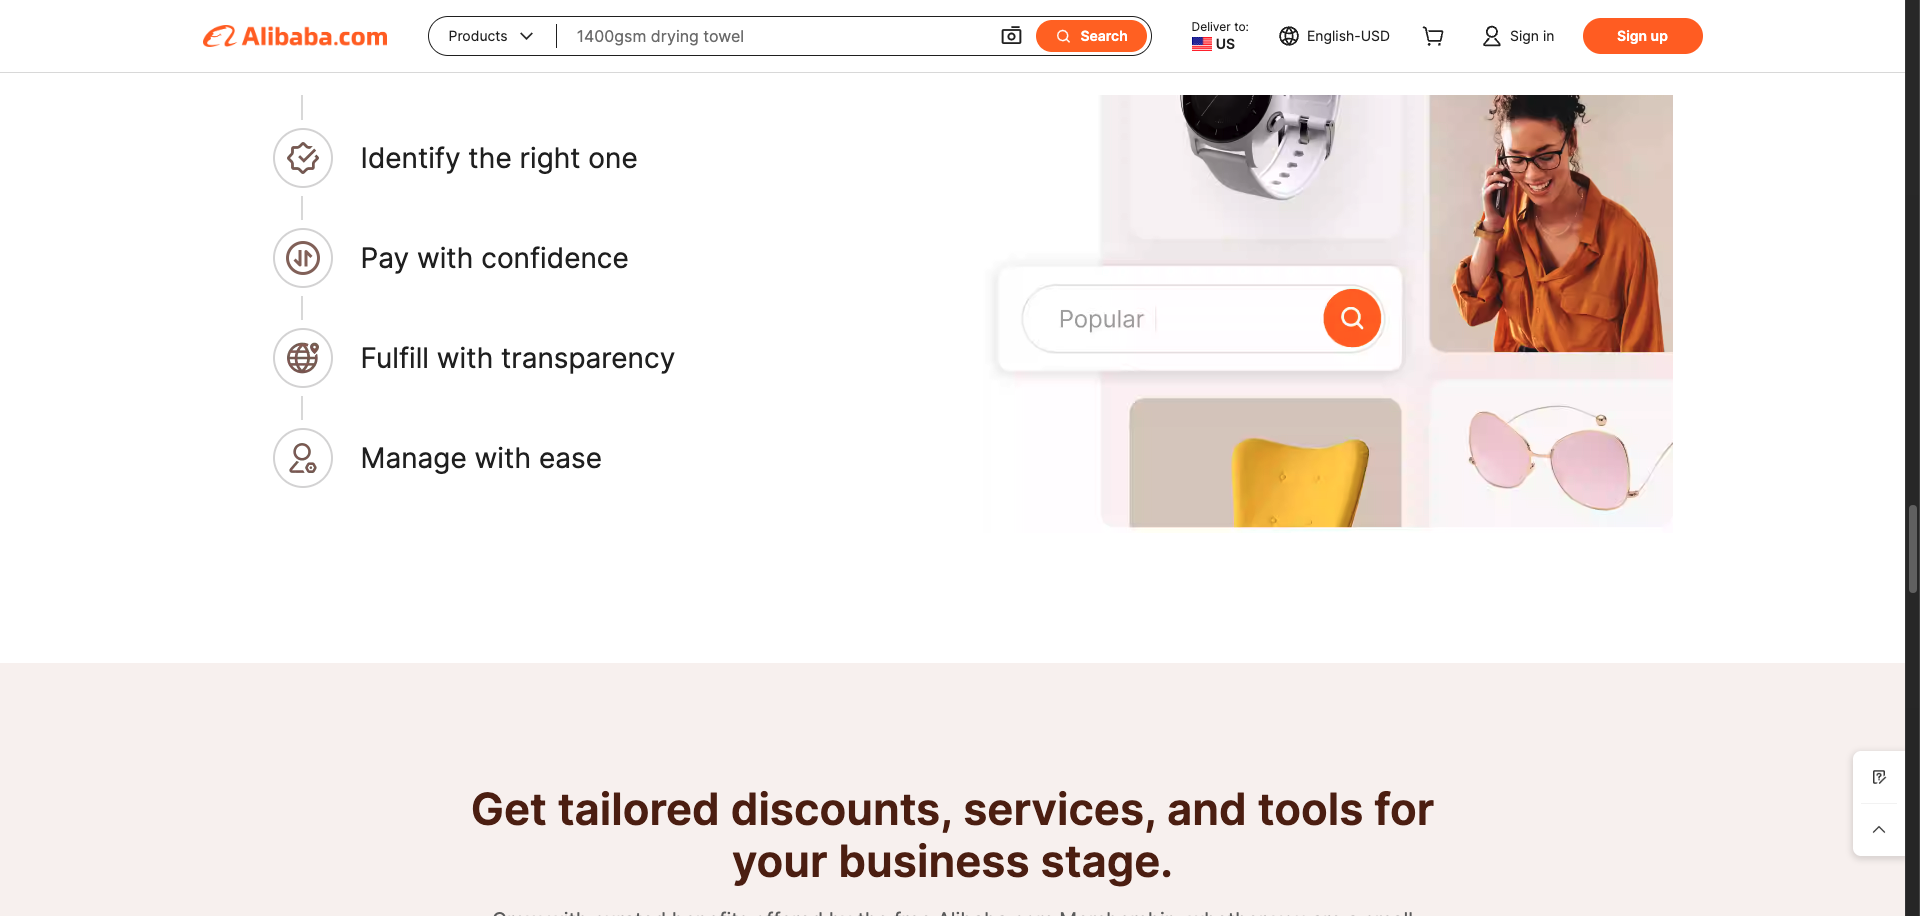 Alibaba.com
Products
1400gsm drying towel
Search
Deliver to:
US
English-USD
Sign in
Sign up
Identify the right one
Pay with confidence
Fulfill with transparency
Manage with ease
Popular
Get tailored discounts, services, and tools for
your business stage.